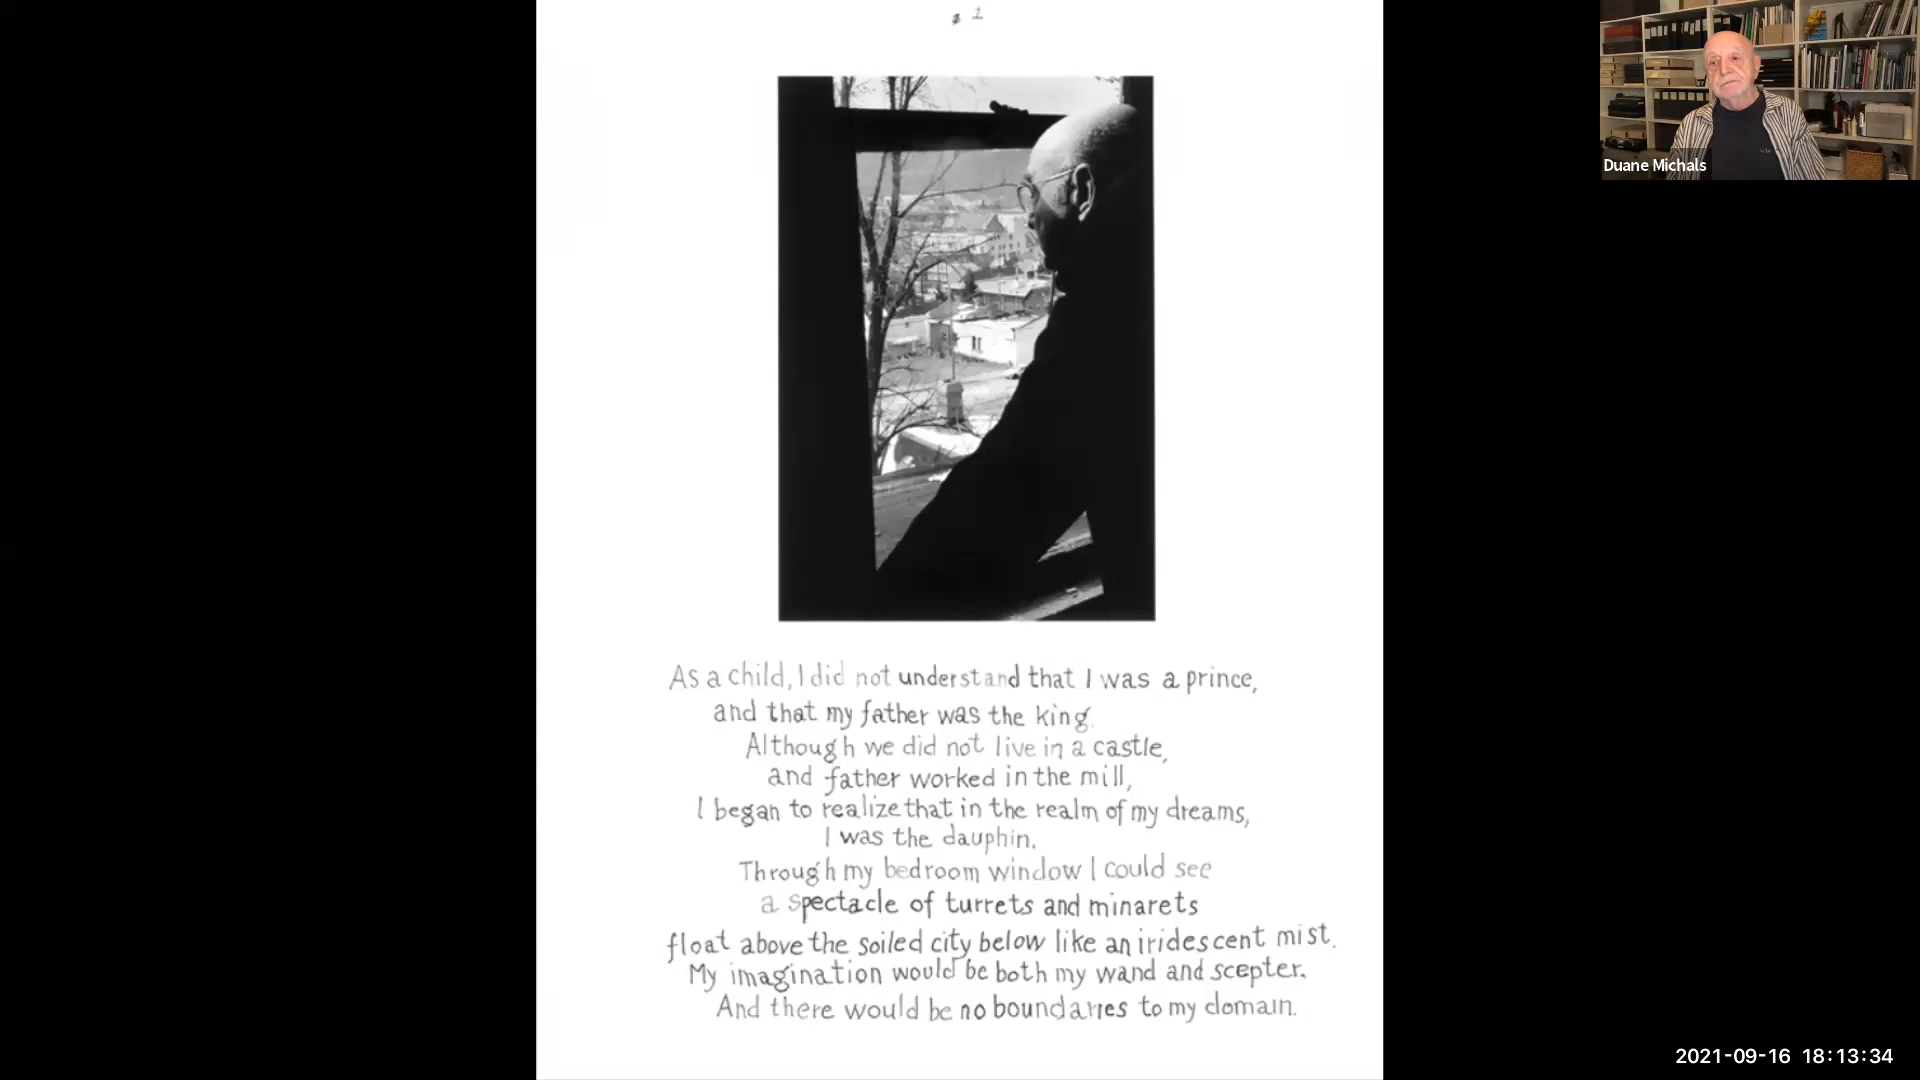 1
Duane Michals
As a child, I did not understand that I was a prince,
and that my father was the king.
Although we did not live in a castle,
and father worked in the mill,
I began to realize that in the realm of my dreams,
I was the dauphin.
Through my bedroom window I could see
a spectacle of turrets and minarets
float above the soiled city below like an iridescent mist.
My imagination would be both my wand and scepter.
And there would be no boundaries to my domain.
2021-09-16 18:13:34